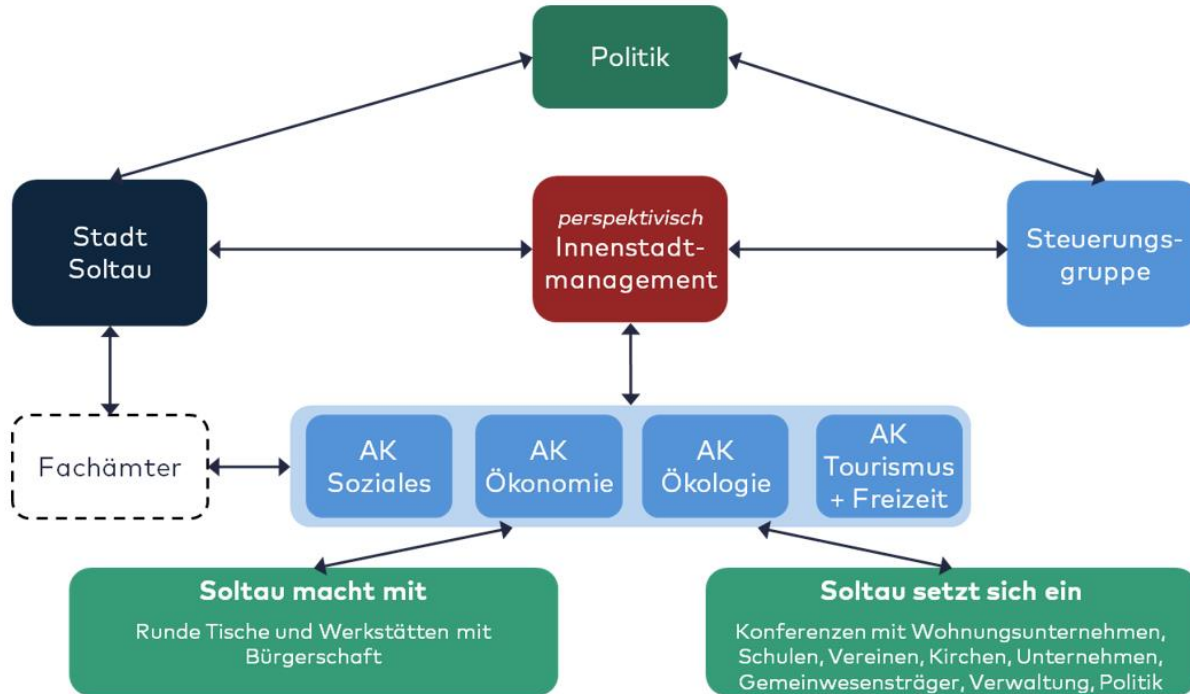 Politik
Stadt
Soltau
perspektivisch
Innenstadt-
management
Steuerungs-
gruppe
Fachämter
AK
Soziales
AK
Ökonomie
AK
Ökologie
AK
Tourismus
+ Freizeit
Soltau macht mit
Runde Tische und Werkstätten mit
Bürgerschaft
Soltau setzt sich ein
Konferenzen mit Wohnungsunternehmen,
Schulen, Vereinen, Kirchen, Unternehmen,
Gemeinwesensträger, Verwaltung, Politik